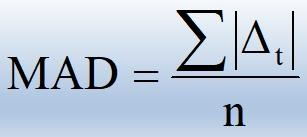 MAD = ∑|Δt|
n